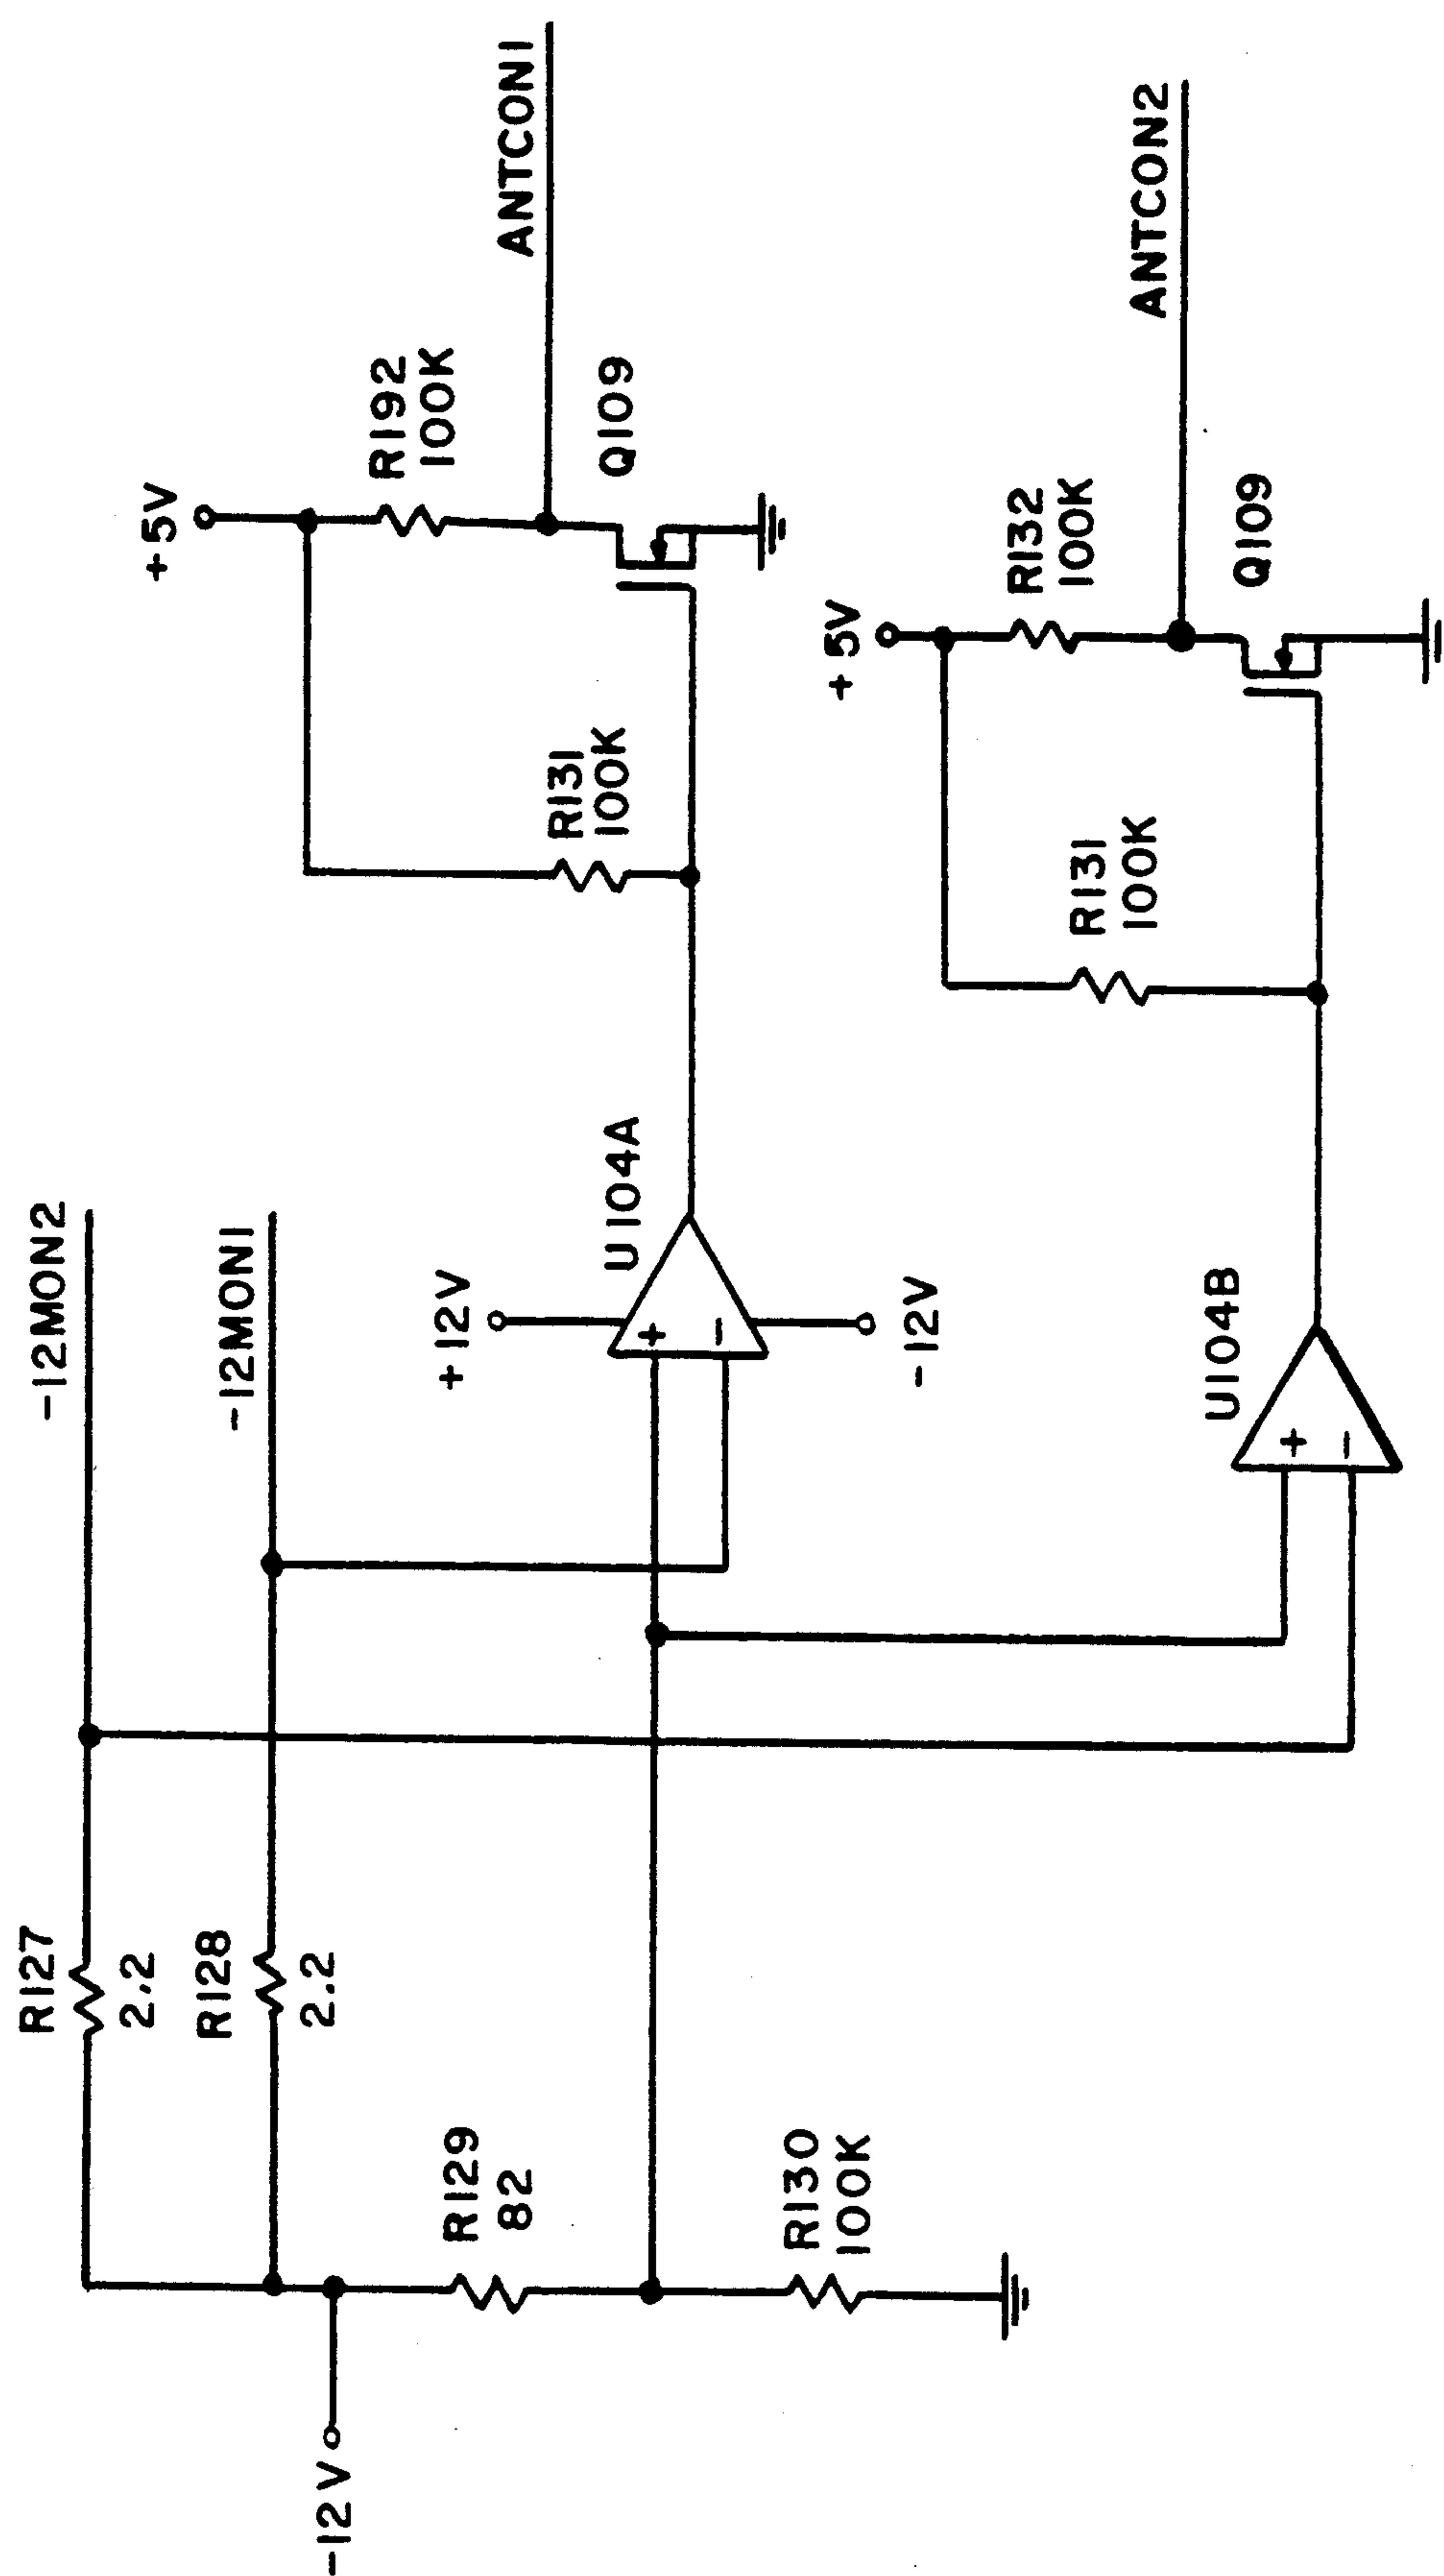 -12MON2
-12MON1
R127
2.2
R128
2.2
-12V
R129
82
R130
100K
+12V
U104A
+
-
-12V
U104B
+
-
+5V
R192
100K
R131
100K
ANTCON1
Q109
+5V
R132
100K
R131
100K
ANTCON2
Q109